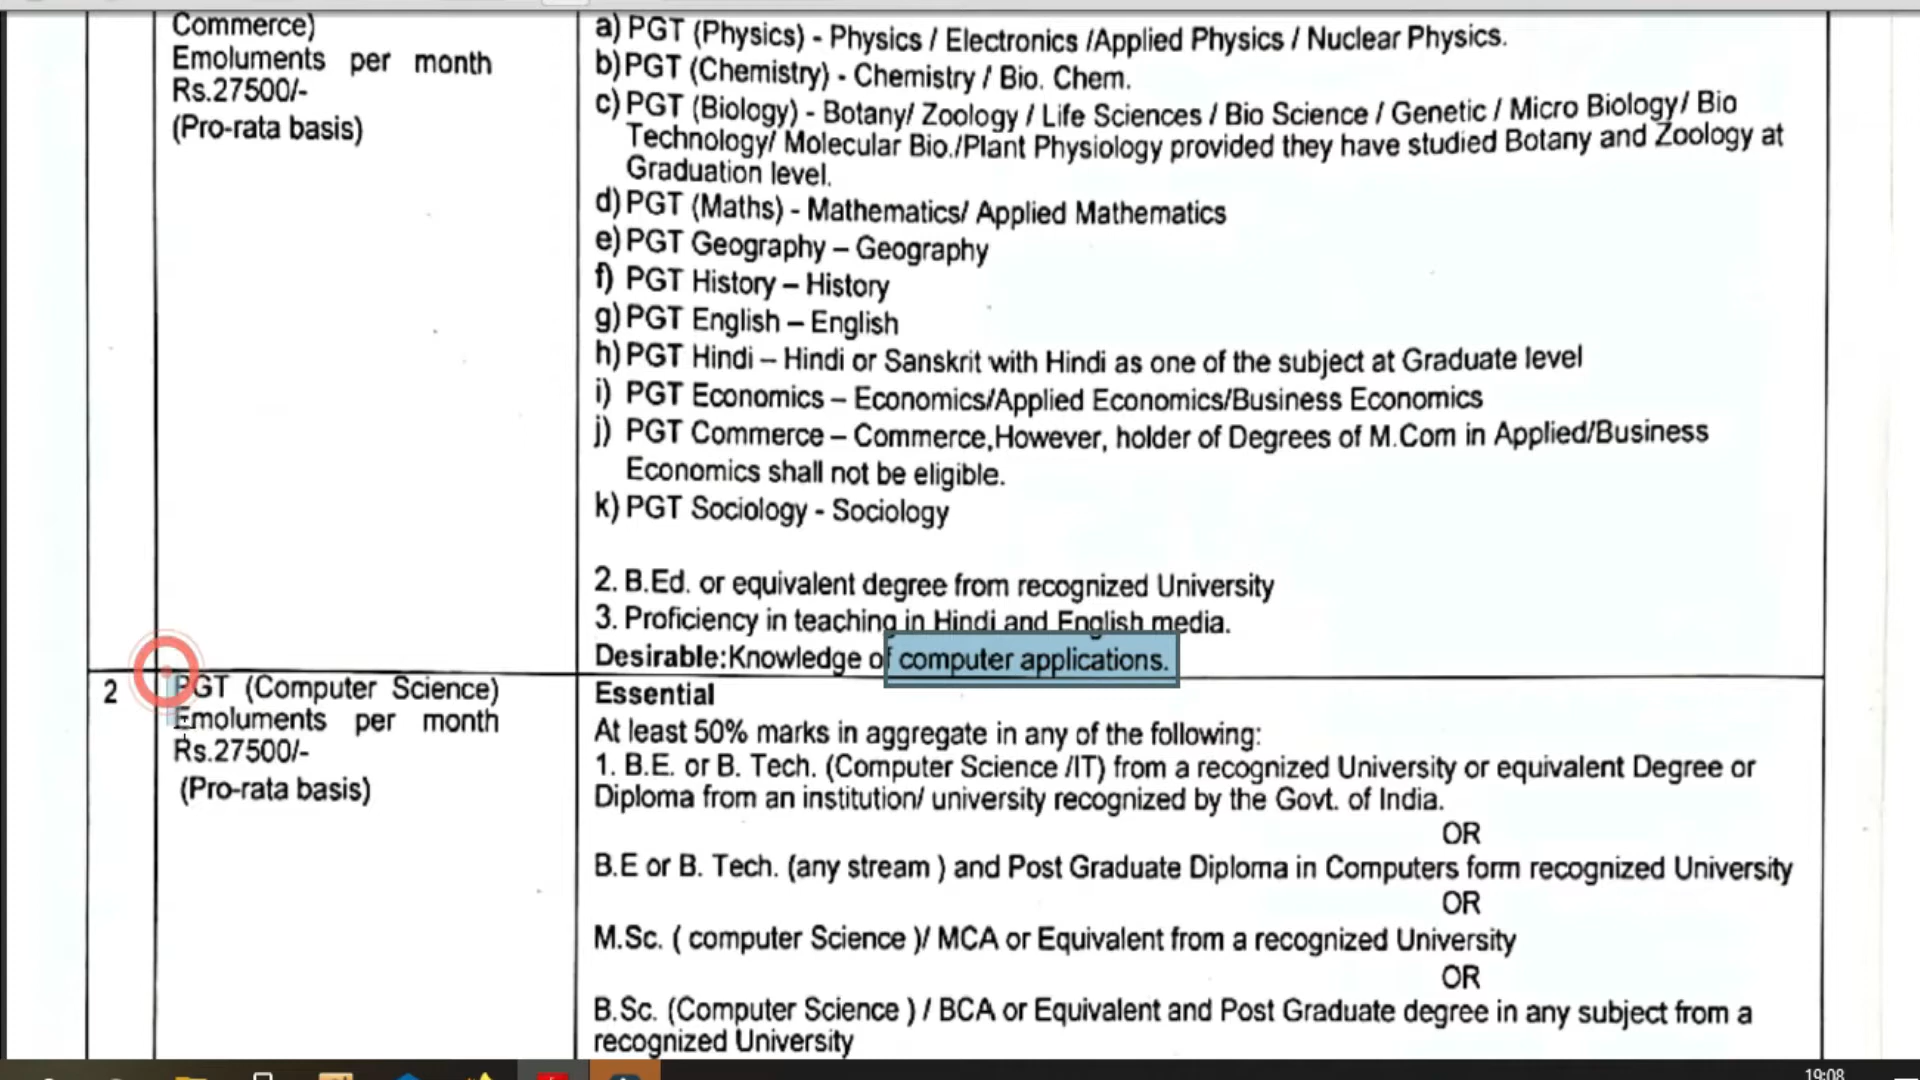 Commerce)
Emoluments per month
Rs.27500/-
(Pro-rata basis)
a) PGT (Physics) - Physics / Electronics /Applied Physics / Nuclear Physics.
b) PGT (Chemistry) - Chemistry / Bio. Chem.
c) PGT (Biology) - Botany/ Zoology / Life Sciences / Bio Science / Genetic / Micro Biology/ Bio
Technology/ Molecular Bio./Plant Physiology provided they have studied Botany and Zoology at
Graduation level.
d) PGT (Maths) - Mathematics/ Applied Mathematics
e) PGT Geography – Geography
f) PGT History – History
g) PGT English – English
h) PGT Hindi – Hindi or Sanskrit with Hindi as one of the subject at Graduate level
i) PGT Economics – Economics/Applied Economics/Business Economics
j) PGT Commerce – Commerce,However, holder of Degrees of M.Com in Applied/Business
Economics shall not be eligible.
k) PGT Sociology - Sociology
2. B.Ed. or equivalent degree from recognized University
3. Proficiency in teaching in Hindi and English media.
Desirable:Knowledge of computer applications.
2
PGT (Computer Science)
Emoluments per month
Rs.27500/-
(Pro-rata basis)
Essential
At least 50% marks in aggregate in any of the following:
1. B.E. or B. Tech. (Computer Science /IT) from a recognized University or equivalent Degree or
Diploma from an institution/ university recognized by the Govt. of India.
OR
B.E or B. Tech. (any stream ) and Post Graduate Diploma in Computers form recognized University
OR
M.Sc. ( computer Science )/ MCA or Equivalent from a recognized University
OR
B.Sc. (Computer Science ) / BCA or Equivalent and Post Graduate degree in any subject from a
recognized University
19:08